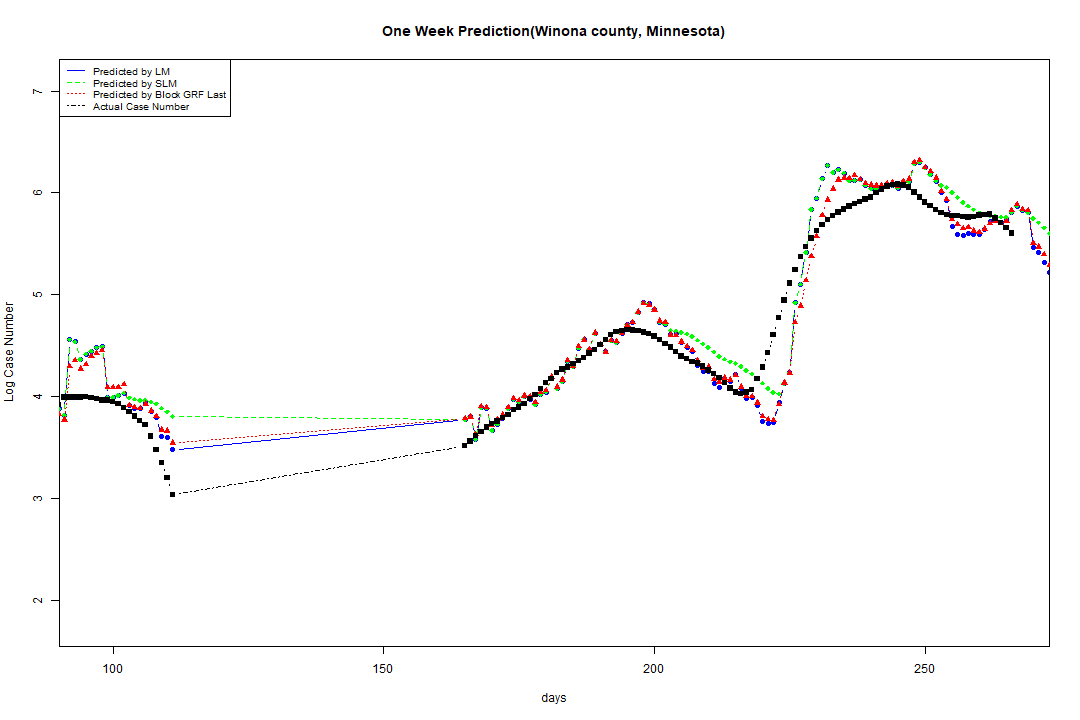 One Week Prediction(Winona county, Minnesota)
Predicted by LM
Predicted by SLM
Predicted by Block GRF Last
Actual Case Number
7
6
5
4
3
2
Log Case Number
100 150 200 250
days